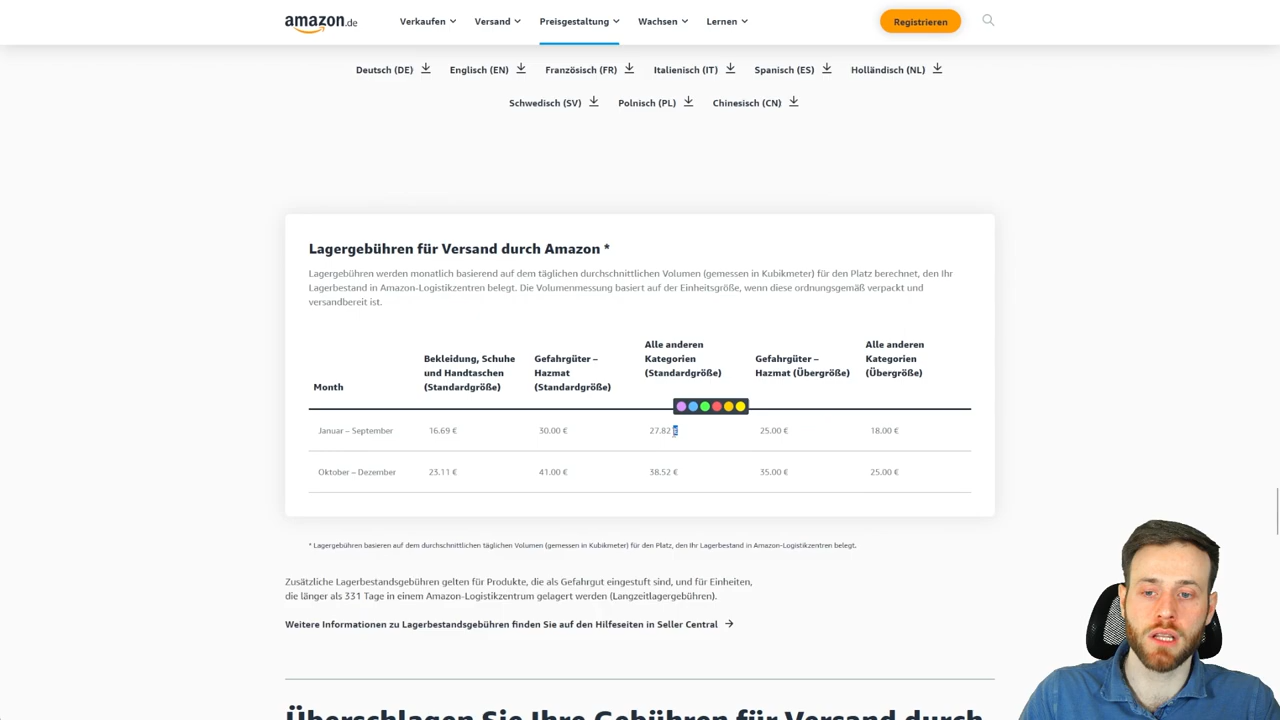 amazon.de
Verkaufen Versand Preisgestaltung Wachsen Lernen Registrieren
Deutsch (DE) Englisch (EN) Französisch (FR) Italienisch (IT) Spanisch (ES) Holländisch (NL)
Schwedisch (SV) Polnisch (PL) Chinesisch (CN)
Lagergebühren für Versand durch Amazon *
Lagergebühren werden monatlich basierend auf dem täglichen durchschnittlichen Volumen (gemessen in Kubikmeter) für den Platz berechnet, den Ihr
Lagerbestand in Amazon-Logistikzentren belegt. Die Volumenmessung basiert auf der Einheitsgröße, wenn diese ordnungsgemäß verpackt und
versandbereit ist.
Month
Bekleidung, Schuhe
und Handtaschen
(Standardgröße)
Gefahrgüter –
Hazmat
(Standardgröße)
Alle anderen
Kategorien
(Standardgröße)
Gefahrgüter –
Hazmat (Übergröße)
Alle anderen
Kategorien
(Übergröße)
Januar – September 16.69 € 30.00 € 27.82 € 25.00 € 18.00 €
Oktober – Dezember 23.11 € 41.00 € 38.52 € 35.00 € 25.00 €
* Lagergebühren basieren auf dem durchschnittlichen täglichen Volumen (gemessen in Kubikmeter) für den Platz, den Ihr Lagerbestand in Amazon-Logistikzentren belegt.
Zusätzliche Lagerbestandsgebühren gelten für Produkte, die als Gefahrgut eingestuft sind, und für Einheiten,
die länger als 331 Tage in einem Amazon-Logistikzentrum gelagert werden (Langzeitlagergebühren).
Weitere Informationen zu Lagerbestandsgebühren finden Sie auf den Hilfeseiten in Seller Central
Überschlagen Sie Ihre Gebühren für Versand durch